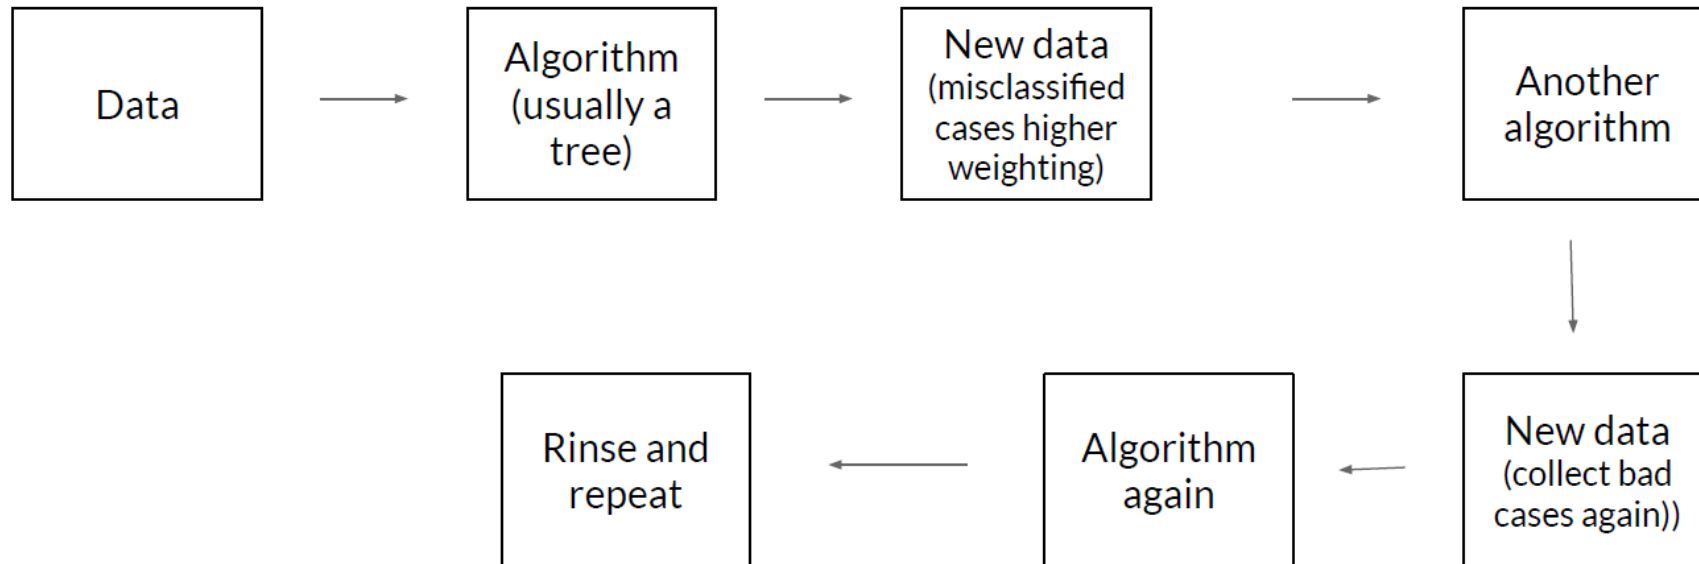 Data
Algorithm
(usually a
tree)
New data
(misclassified
cases higher
weighting)
Another
algorithm
Rinse and
repeat
Algorithm
again
New data
(collect bad
cases again))